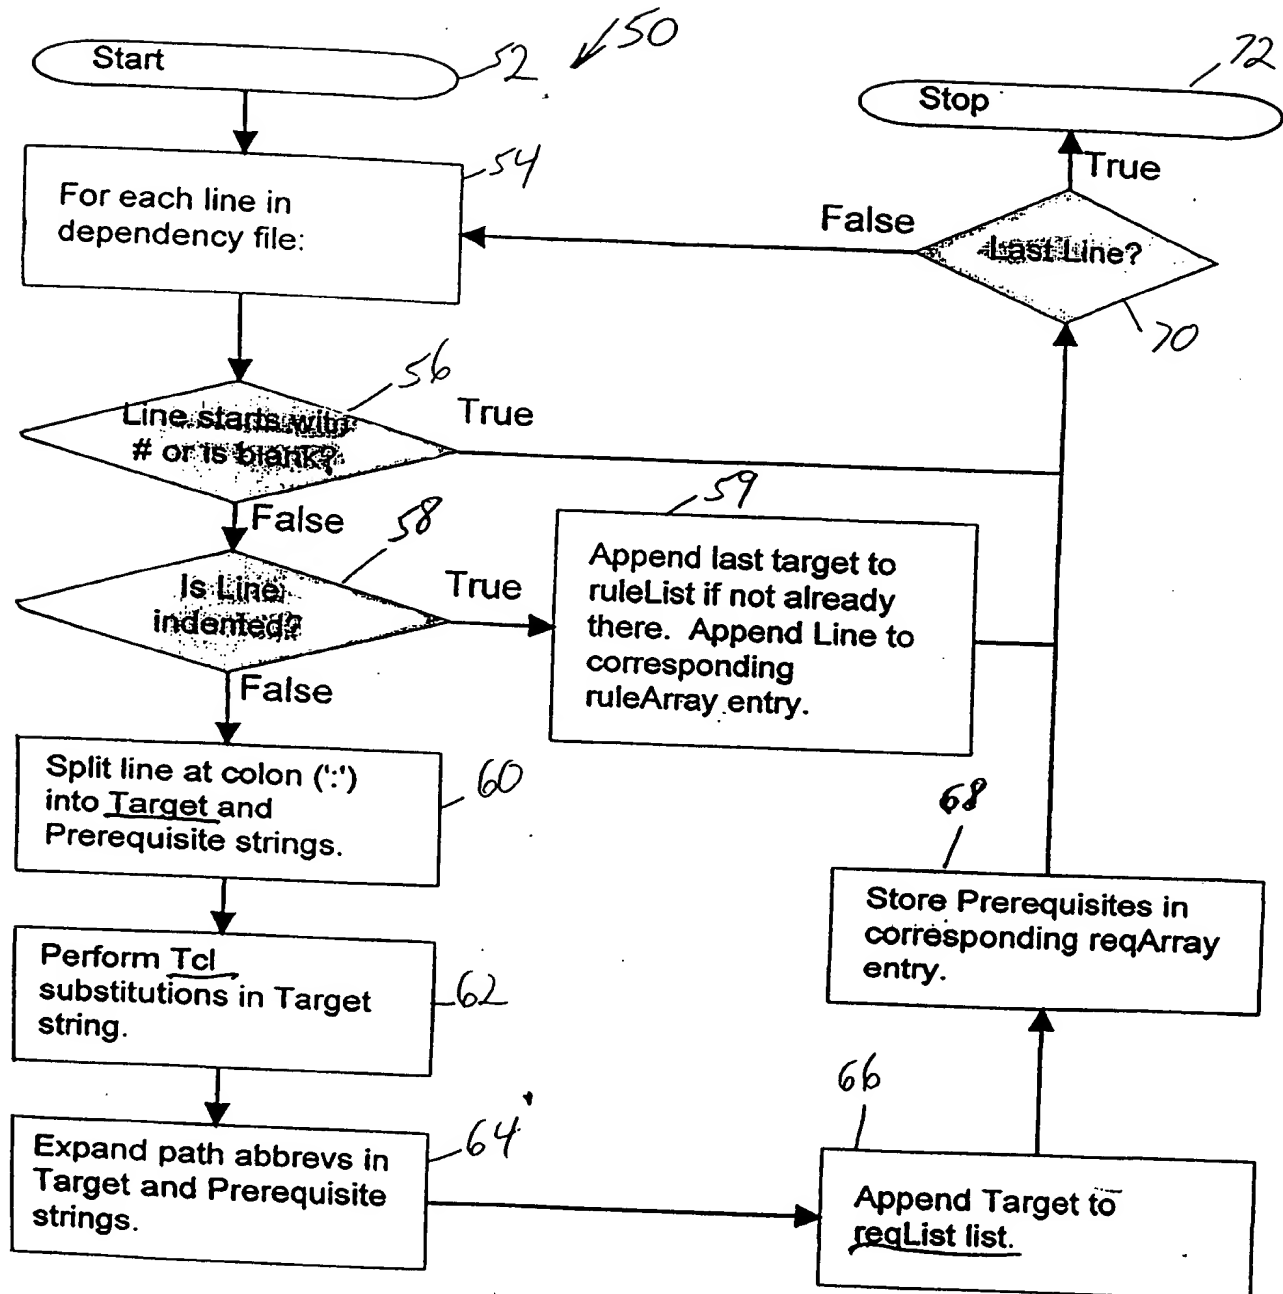 Start
52
50
72
Stop
True
54
For each line in
dependency file:
False
Last Line?
70
56
Line starts with
# or is blank?
True
False
58
59
Is Line
indented?
True
Append last target to
ruleList if not already
there. Append Line to
corresponding
ruleArray entry.
False
Split line at colon (':')
into Target and
Prerequisite strings.
60
68
Store Prerequisites in
corresponding reqArray
entry.
Perform Tcl
substitutions in Target
string.
62
66
Expand path abbrevs in
Target and Prerequisite
strings.
64
Append Target to
reqList list.